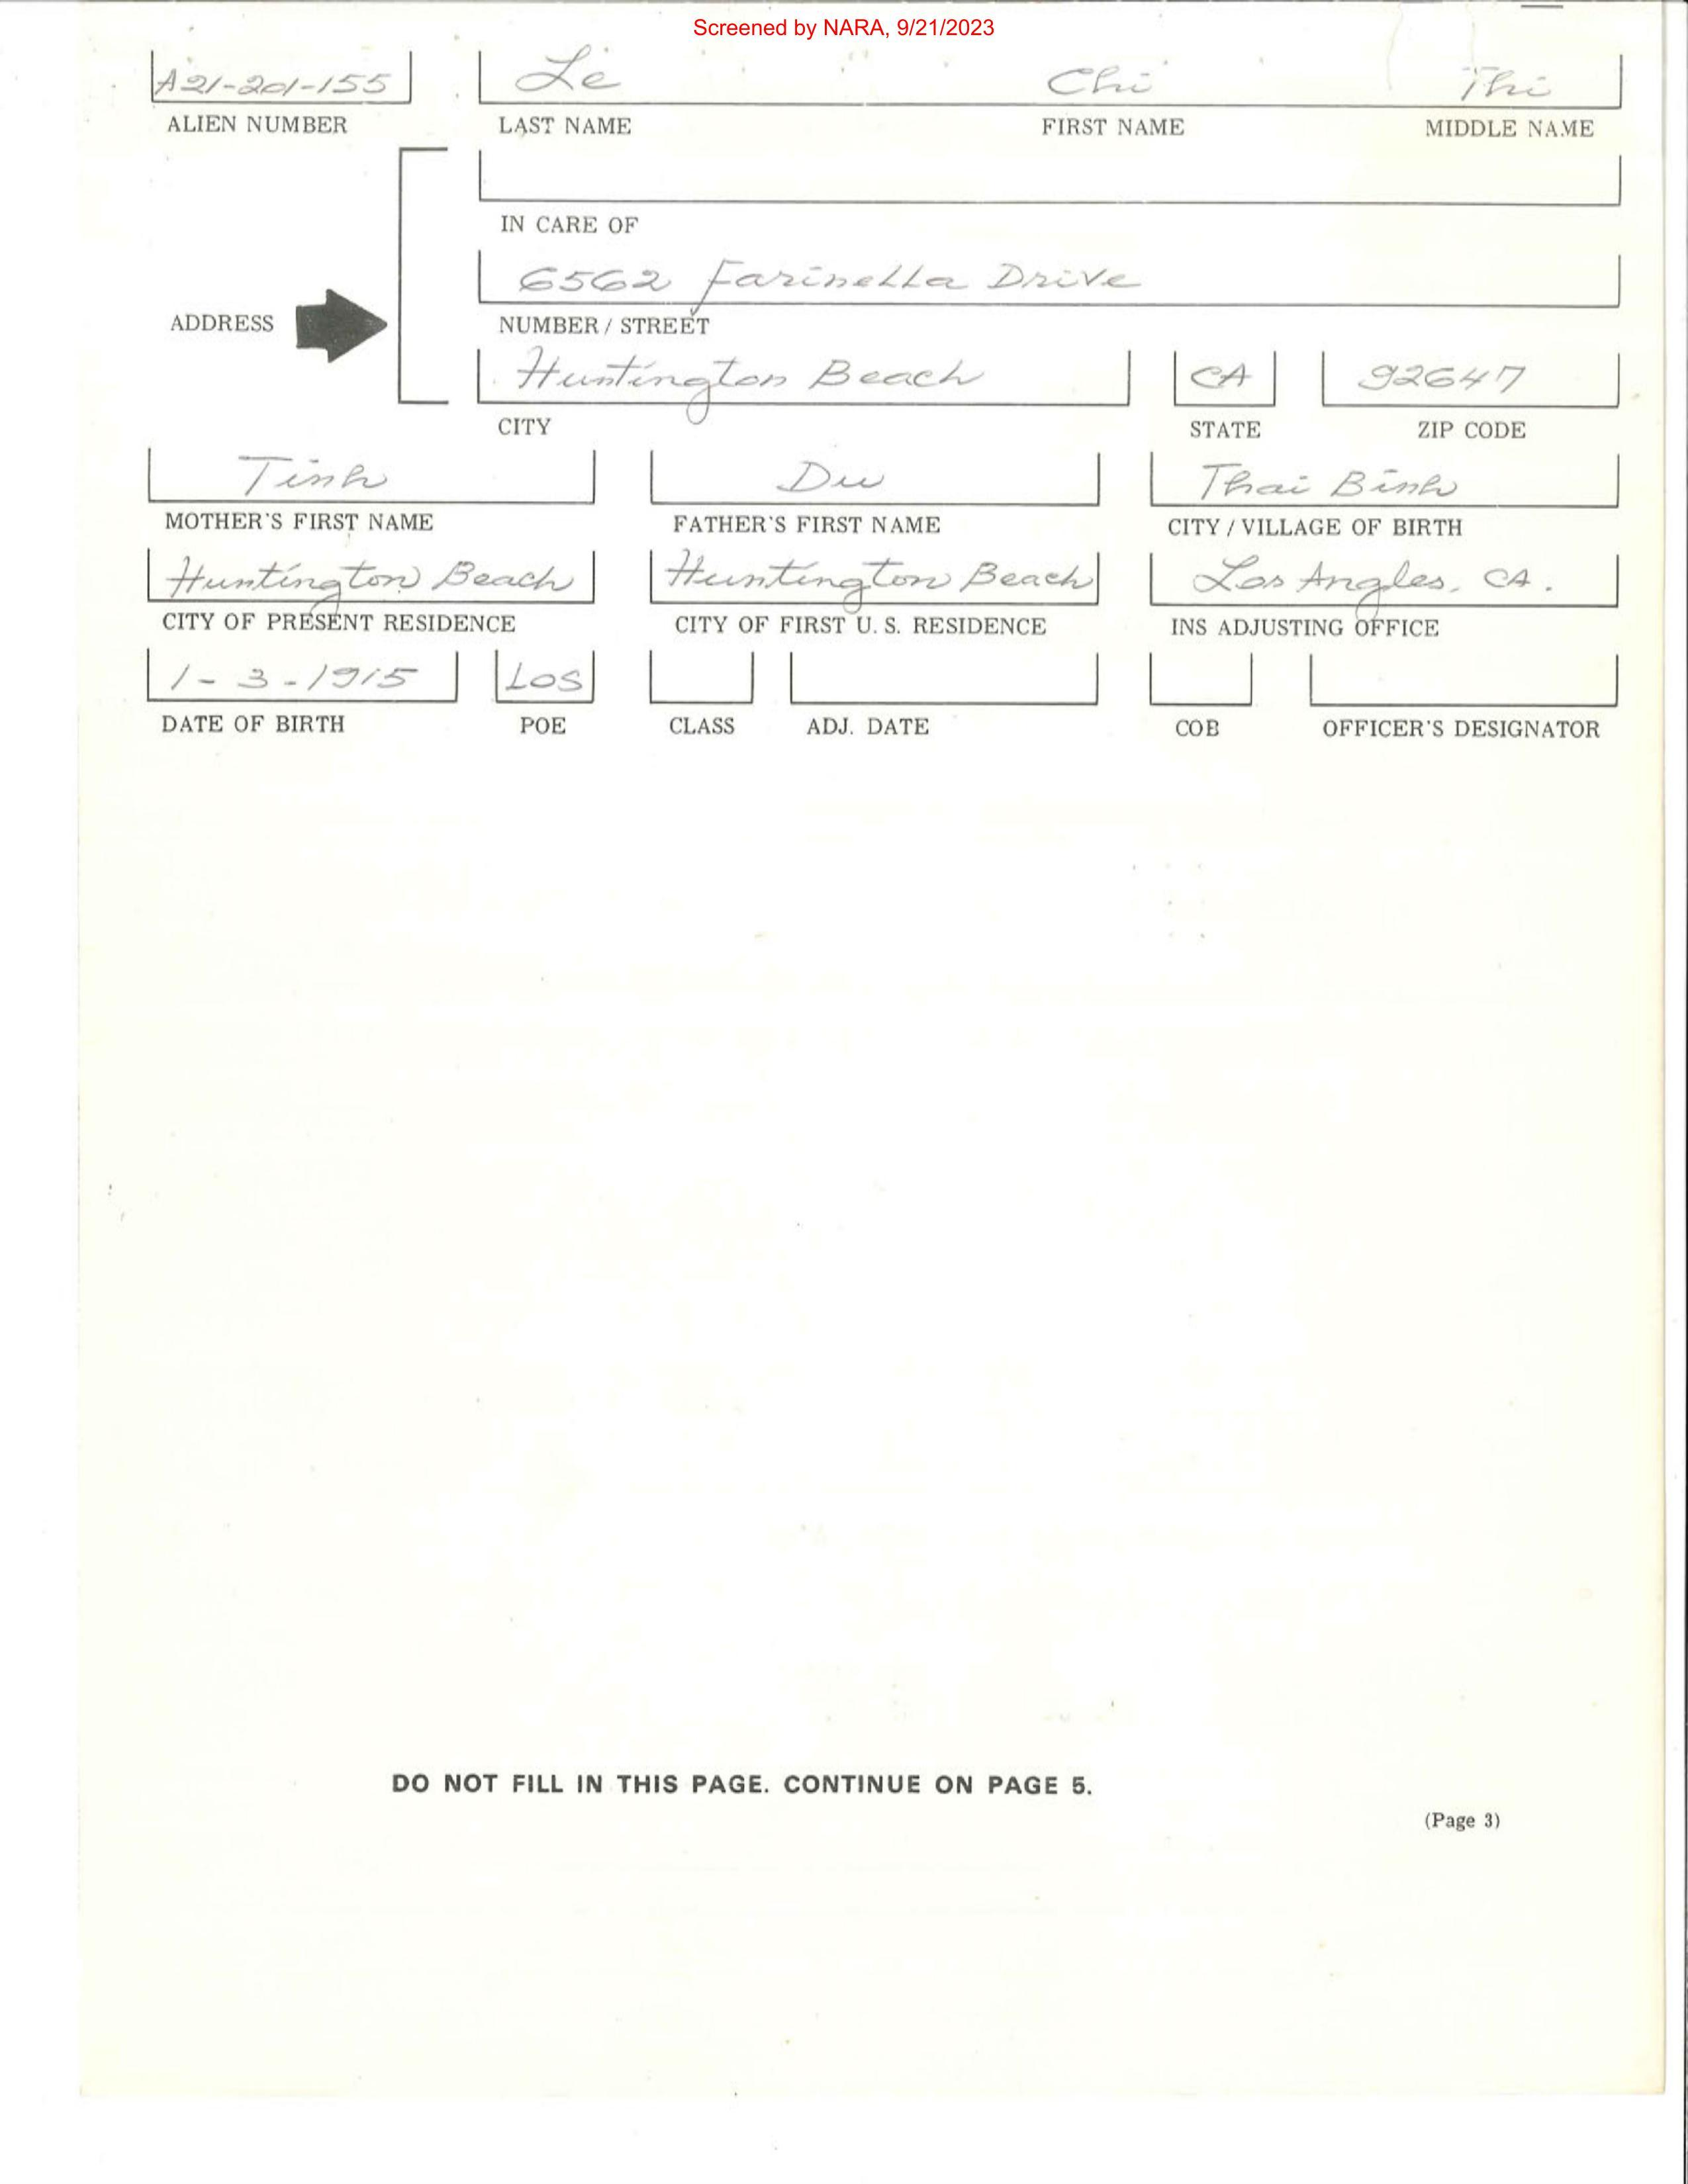 Screened by NARA, 9/21/2023
A21-201-155 Le Chi Thi
ALIEN NUMBER LAST NAME FIRST NAME MIDDLE NAME
IN CARE OF
6562 Farinella Drive
ADDRESS NUMBER / STREET
Huntington Beach CA 92647
CITY STATE ZIP CODE
Tinh Du Thai Binh
MOTHER'S FIRST NAME FATHER'S FIRST NAME CITY / VILLAGE OF BIRTH
Huntington Beach Huntington Beach Los Angles, CA.
CITY OF PRESENT RESIDENCE CITY OF FIRST U. S. RESIDENCE INS ADJUSTING OFFICE
1 - 3 - 1915 LOS
DATE OF BIRTH POE CLASS ADJ. DATE COB OFFICER'S DESIGNATOR
DO NOT FILL IN THIS PAGE. CONTINUE ON PAGE 5.
(Page 3)